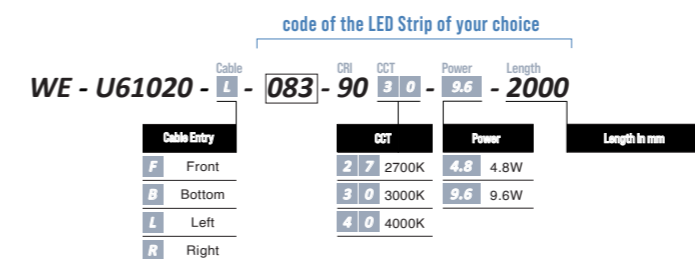 code of the LED Strip of your choice
Cable CRI CCT Power Length
WE - U61020 - L - 083 - 90 30 - 9.6 - 2000
Cable Entry CCT Power Length in mm
F Front 2 7 2700K 4.8 4.8W
B Bottom 3 0 3000K 9.6 9.6W
L Left 4 0 4000K
R Right